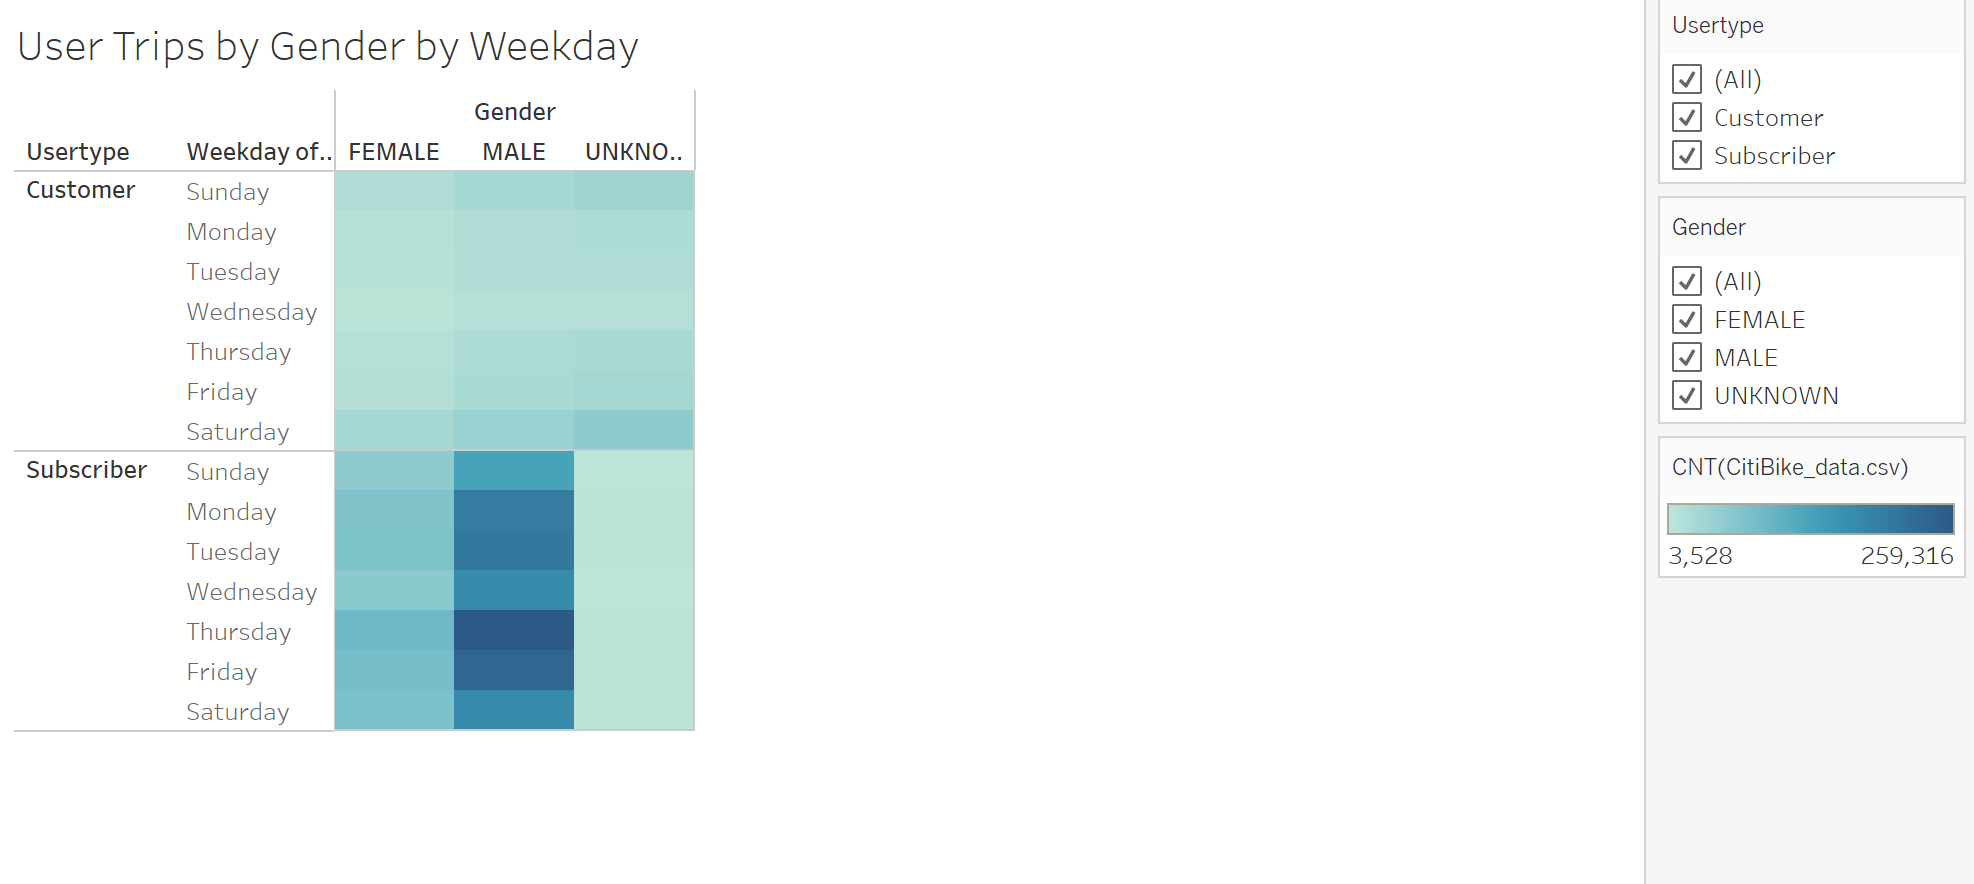 User Trips by Gender by Weekday
Gender
Usertype Weekday of.. FEMALE MALE UNKNO..
Customer Sunday
Monday
Tuesday
Wednesday
Thursday
Friday
Saturday
Subscriber Sunday
Monday
Tuesday
Wednesday
Thursday
Friday
Saturday
Usertype
(All)
Customer
Subscriber
Gender
(All)
FEMALE
MALE
UNKNOWN
CNT(CitiBike_data.csv)
3,528 259,316